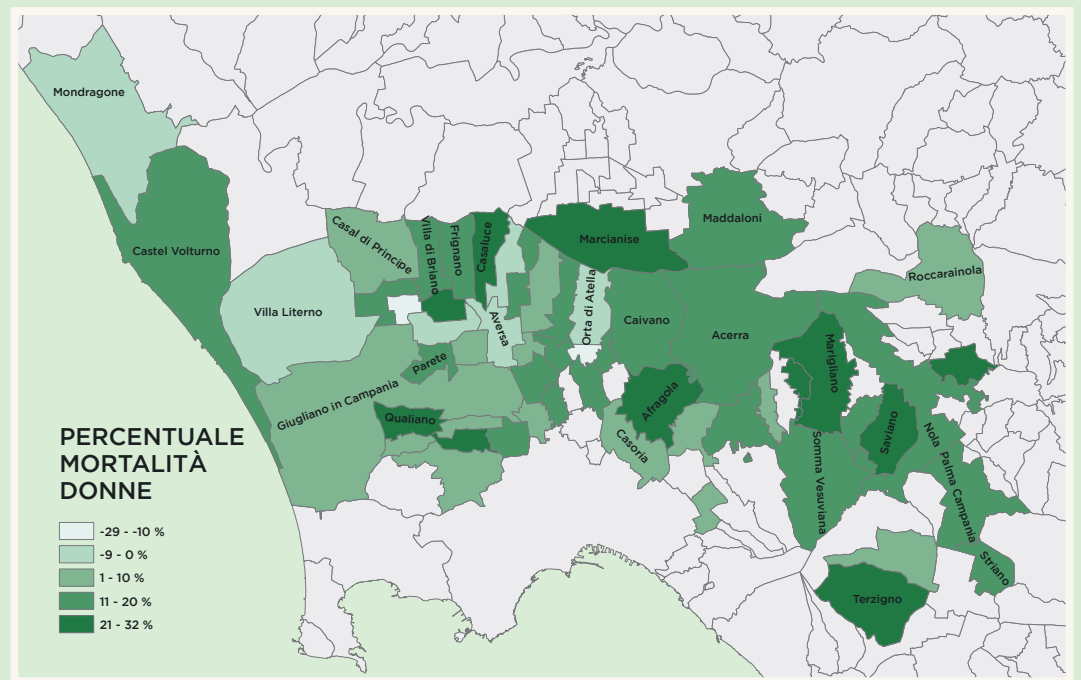 Mondragone
Castel Volturno
Villa Literno
Casal di Principe
Villa di Briano
Frignano
Casaluce
Aversa
Marcianise
Maddaloni
Orta di Atella
Caivano
Acerra
Roccarainola
Parete
Giugliano in Campania
Qualiano
Afragola
Casoria
Marigliano
Saviano
Somma Vesuviana
Nola
Palma Campania
Striano
Terzigno
PERCENTUALE
MORTALITÀ
DONNE
-29 - -10 %
-9 - 0 %
1 - 10 %
11 - 20 %
21 - 32 %